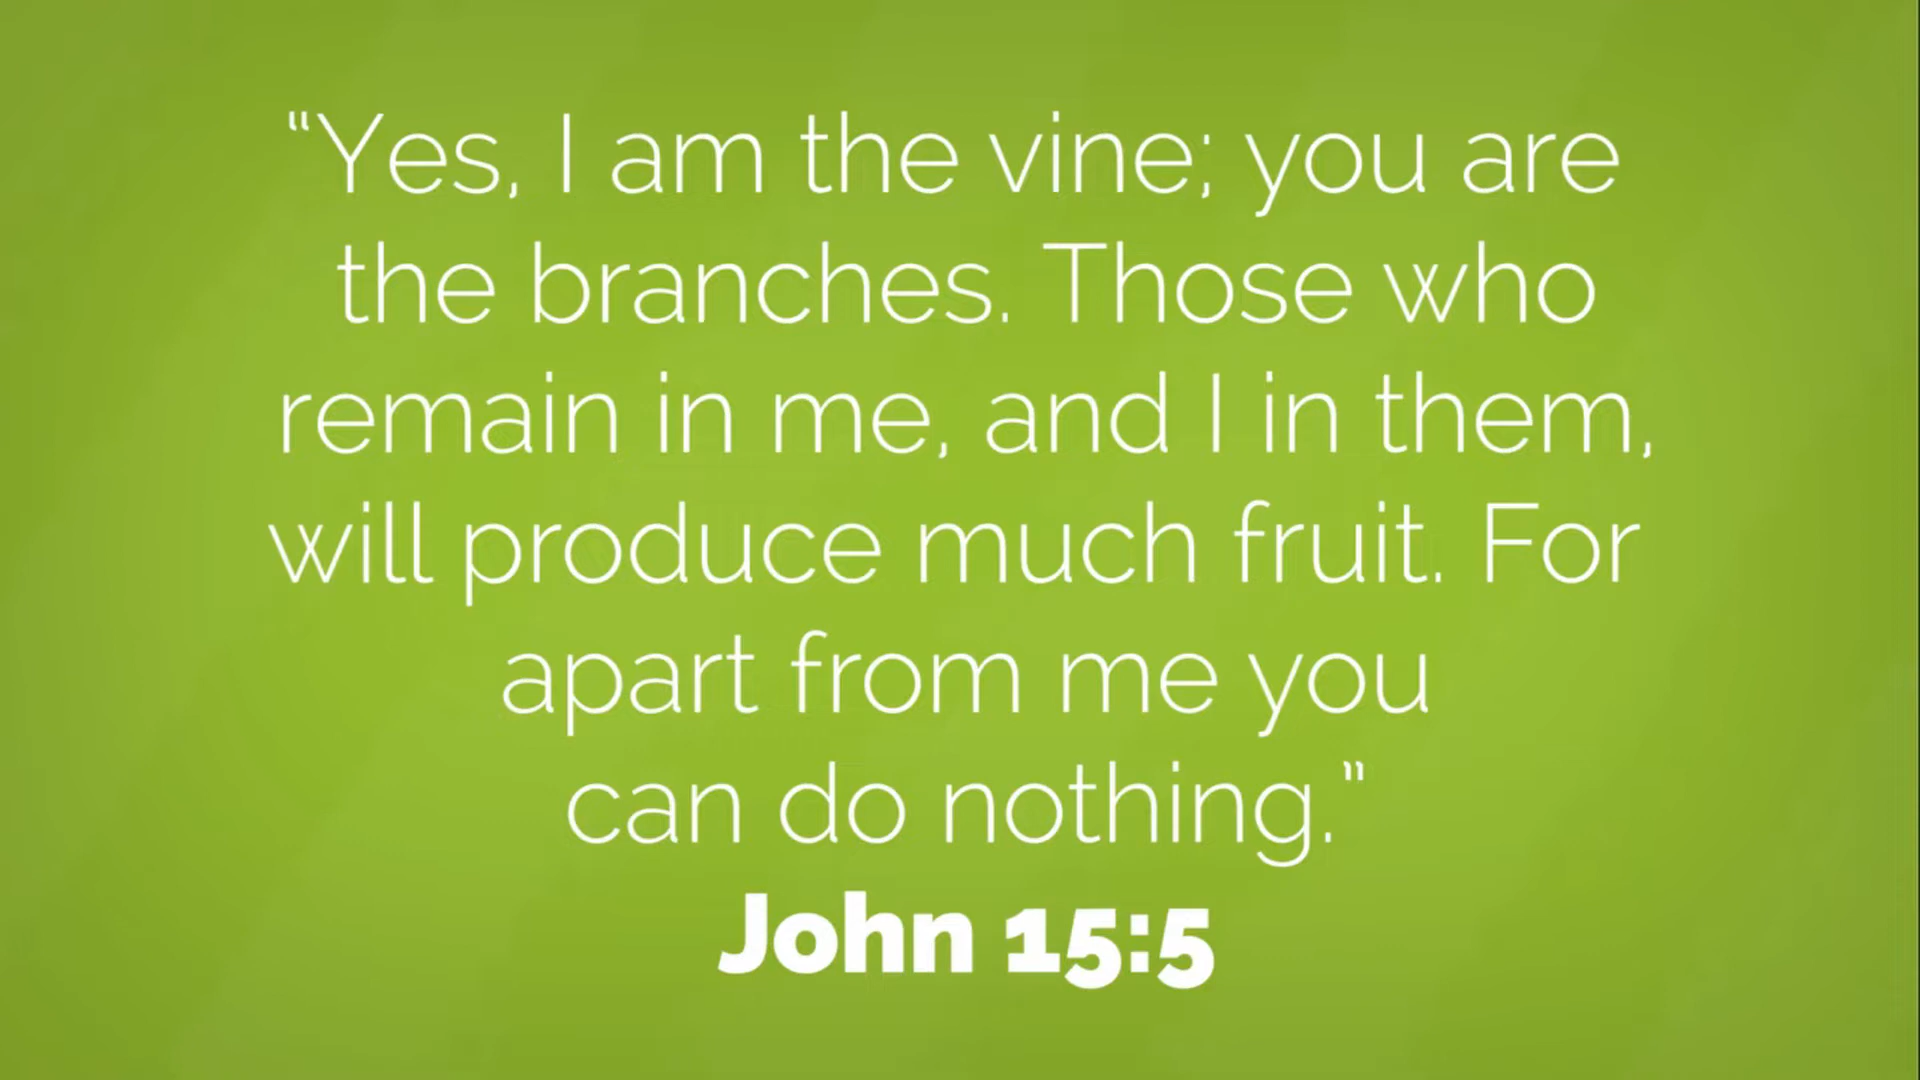 “Yes, I am the vine; you are
the branches. Those who
remain in me, and I in them,
will produce much fruit. For
apart from me you
can do nothing.”
John 15:5